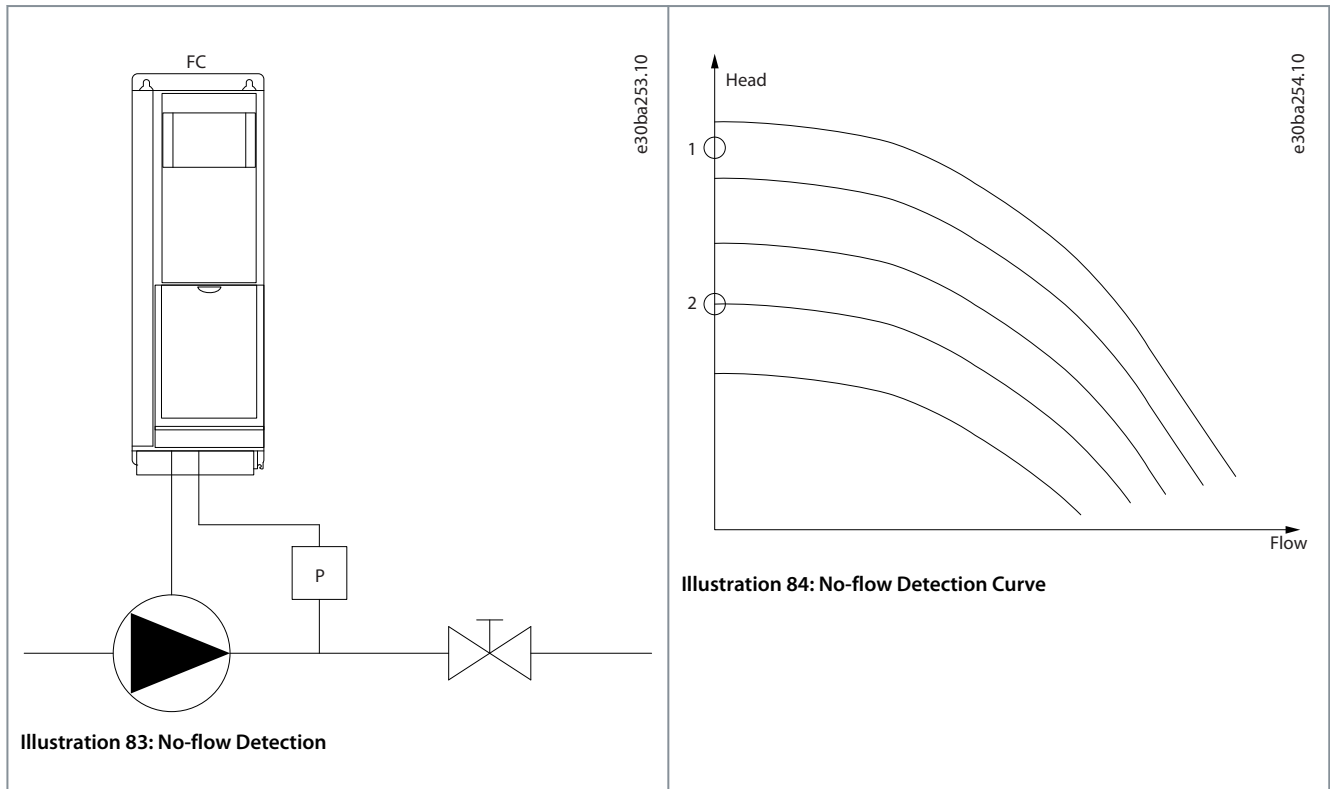 FC
e30ba253.10
P
Illustration 83: No-flow Detection
Head
e30ba254.10
1
2
Flow
Illustration 84: No-flow Detection Curve